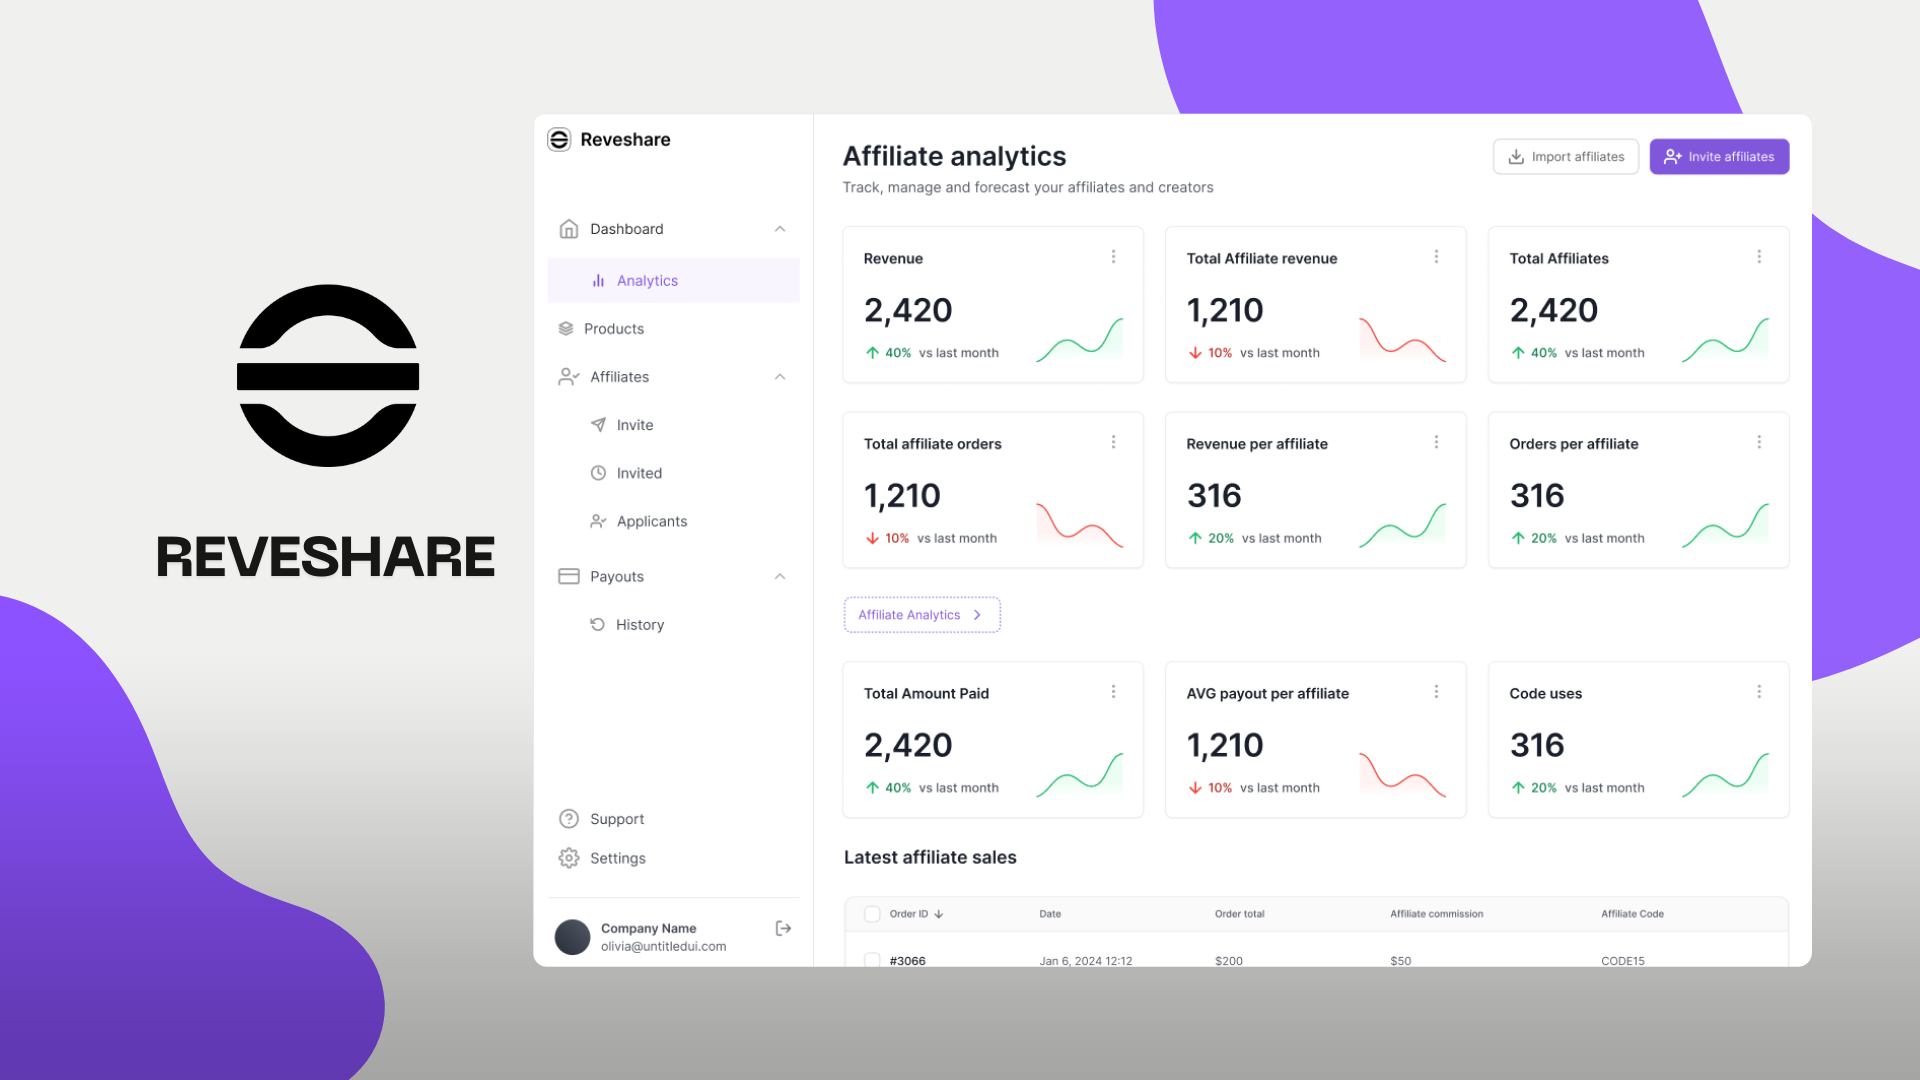 REVESHARE
Reveshare
Dashboard
Analytics
Products
Affiliates
Invite
Invited
Applicants
Payouts
History
Support
Settings
Company Name
olivia@untitledui.com
Affiliate analytics
Track, manage and forecast your affiliates and creators
Import affiliates
Invite affiliates
Revenue
2,420
40% vs last month
Total Affiliate revenue
1,210
10% vs last month
Total Affiliates
2,420
40% vs last month
Total affiliate orders
1,210
10% vs last month
Revenue per affiliate
316
20% vs last month
Orders per affiliate
316
20% vs last month
Affiliate Analytics
Total Amount Paid
2,420
40% vs last month
AVG payout per affiliate
1,210
10% vs last month
Code uses
316
20% vs last month
Latest affiliate sales
Order ID Date Order total Affiliate commission Affiliate Code
#3066 Jan 6, 2024 12:12 $200 $50 CODE15